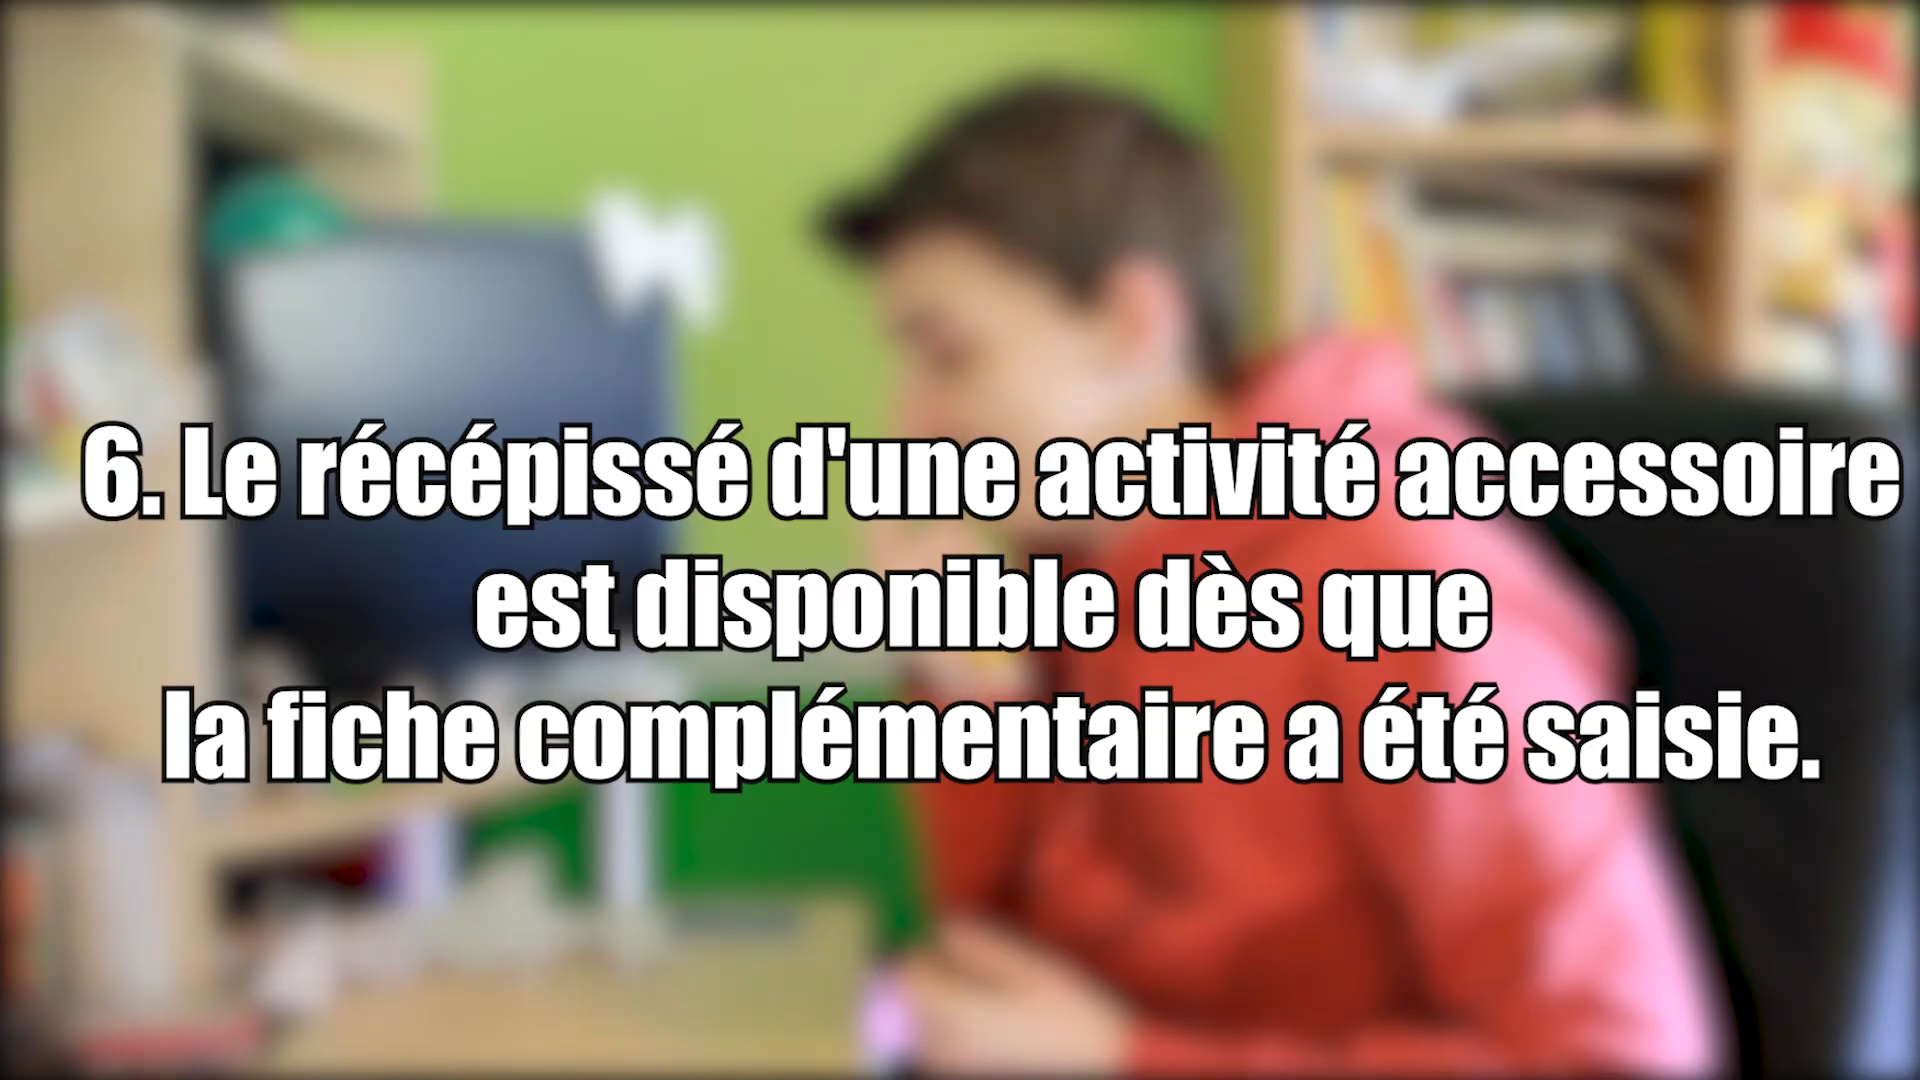 6. Le récépissé d'une activité accessoire
est disponible dès que
la fiche complémentaire a été saisie.